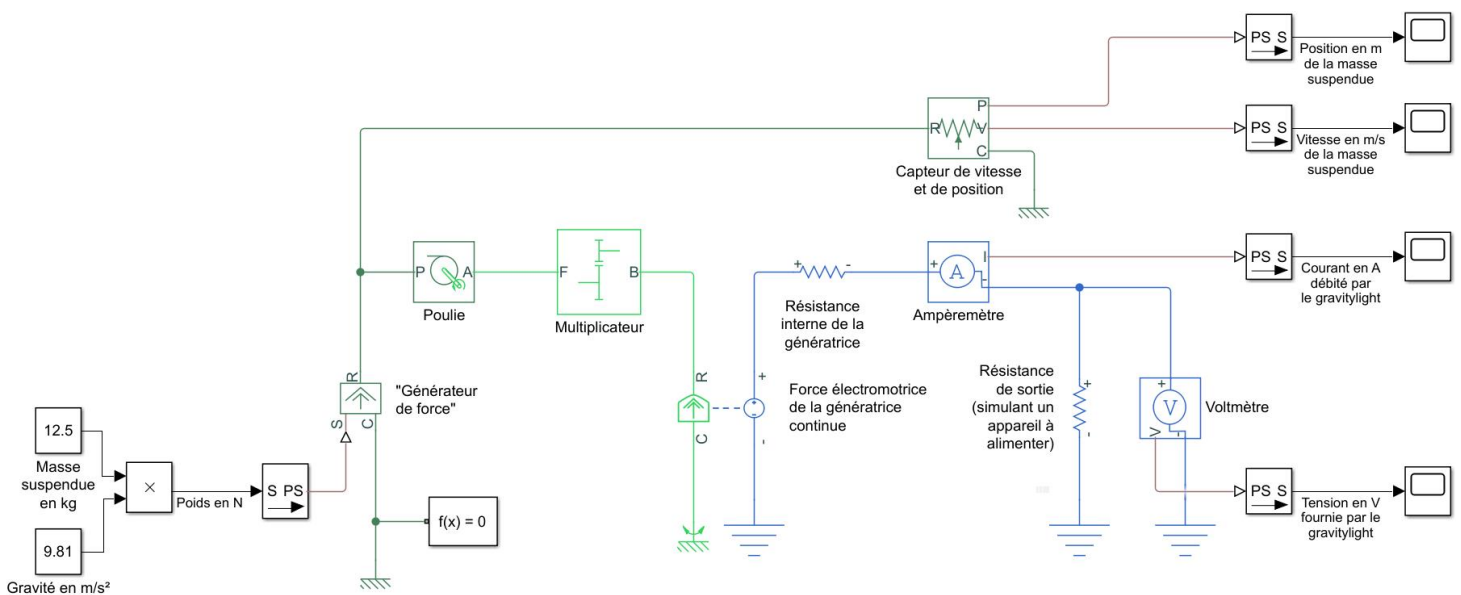 PS S
Position en m
de la masse
suspendue
P
R
V
C
Capteur de vitesse
et de position
PS S
Vitesse en m/s
de la masse
suspendue
P
A
Poulie
F
B
Multiplicateur
+
-
Résistance
interne de la
génératrice
+
A
I
-
Ampèremètre
PS S
Courant en A
débité par
le gravitylight
R
S
C
"Générateur
de force"
R
C
+
-
Force électromotrice
de la génératrice
continue
Résistance
de sortie
(simulant un
appareil à
alimenter)
+
-
+
V
V
-
Voltmètre
12.5
Masse
suspendue
en kg
×
Poids en N
S PS
f(x) = 0
9.81
Gravité en m/s²
PS S
Tension en V
fournie par le
gravitylight